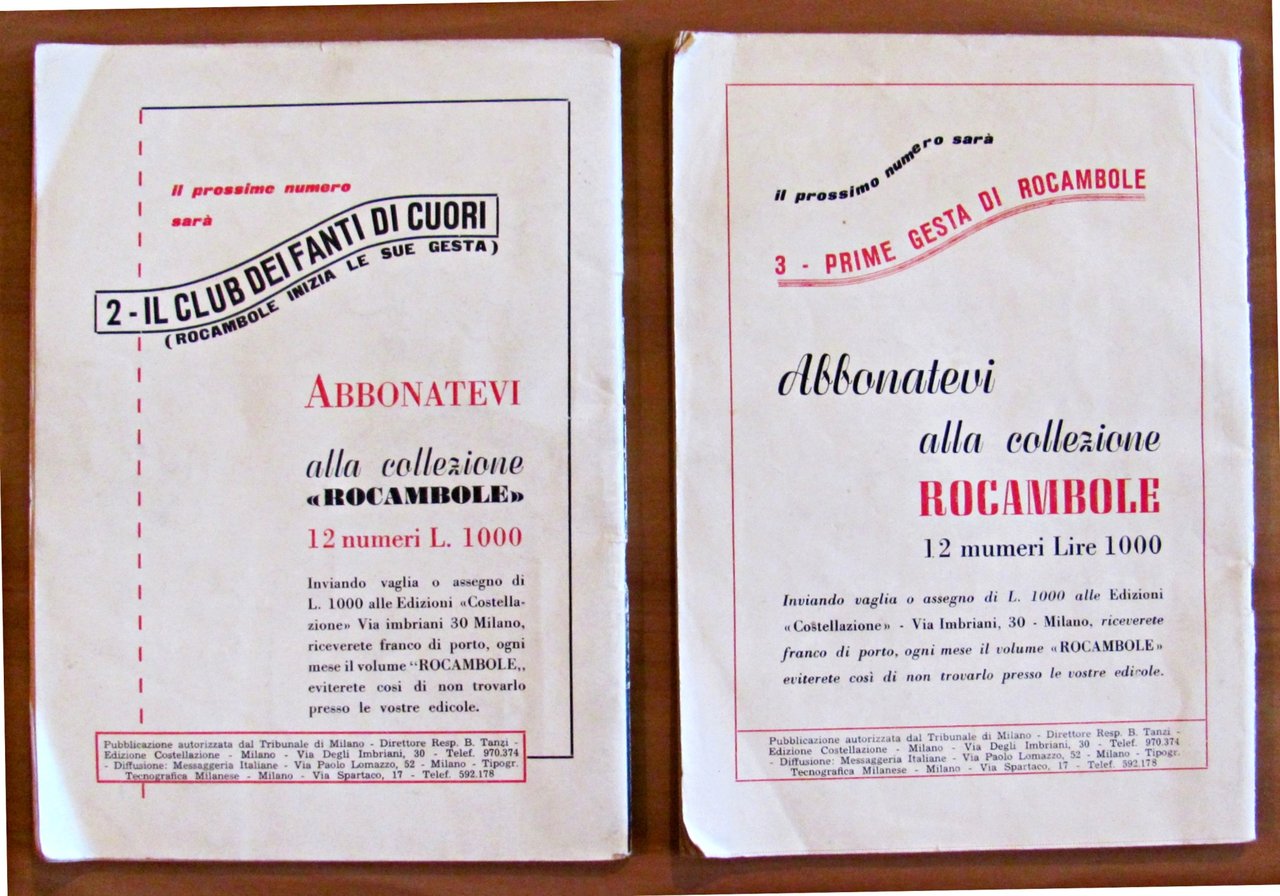 il prossimo numero
sarà
2 - IL CLUB DEI FANTI DI CUORI
(ROCAMBOLE INIZIA LE SUE GESTA)
ABBONATEVI
alla collezione
«ROCAMBOLE»
12 numeri L. 1000
Inviando vaglia o assegno di
L. 1000 alle Edizioni «Costella-
zione» Via imbriani 30 Milano,
riceverete franco di porto, ogni
mese il volume “ROCAMBOLE„
eviterete così di non trovarlo
presso le vostre edicole.
Pubblicazione autorizzata dal Tribunale di Milano - Direttore Resp. B. Tanzi -
Edizione Costellazione - Milano - Via Degli Imbriani, 30 - Telef. 970.374
- Diffusione: Messaggeria Italiane - Via Paolo Lomazzo, 52 - Milano - Tipogr.
Tecnografica Milanese - Milano - Via Spartaco, 17 - Telef. 592.178
il prossimo numero sarà
3 - PRIME GESTA DI ROCAMBOLE
Abbonatevi
alla collezione
ROCAMBOLE
12 mumeri Lire 1000
Inviando vaglia o assegno di L. 1000 alle Edizioni
«Costellazione» - Via Imbriani, 30 - Milano, riceverete
franco di porto, ogni mese il volume «ROCAMBOLE»
eviterete così di non trovarlo presso le vostre edicole.
Pubblicazione autorizzata dal Tribunale di Milano - Direttore Resp. B. Tanzi -
Edizione Costellazione - Milano - Via Degli Imbriani, 30 - Telef. 970.374
- Diffusione: Messaggeria Italiane - Via Paolo Lomazzo, 52 - Milano - Tipogr.
Tecnografica Milanese - Milano - Via Spartaco, 17 - Telef. 592.178